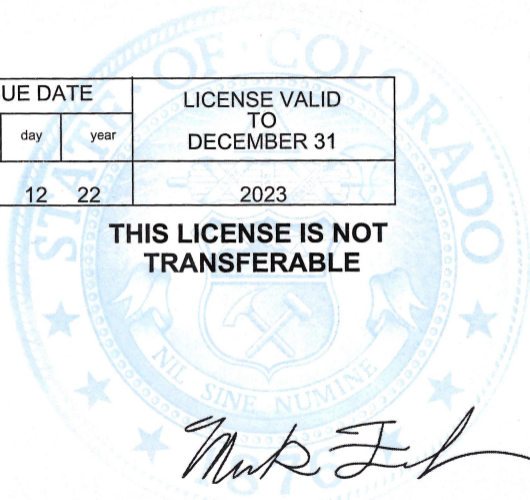 STATE OF COLORADO
UE DATE
LICENSE VALID
TO
DECEMBER 31
day year
12 22 2023
THIS LICENSE IS NOT
TRANSFERABLE
NIL SINE NUMINE